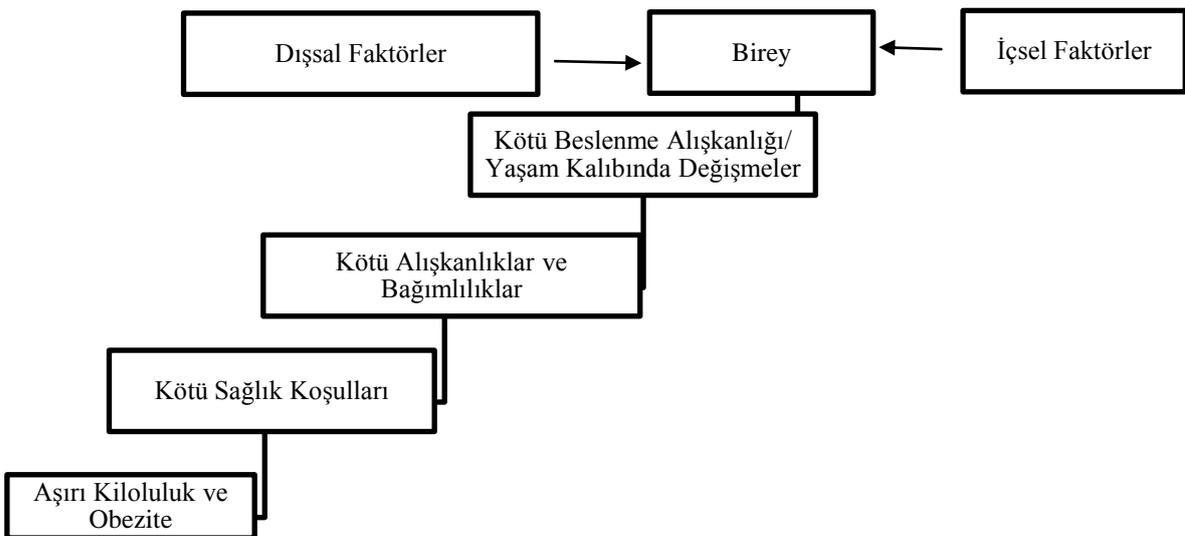 Dışsal Faktörler
Birey
İçsel Faktörler
Kötü Beslenme Alışkanlığı/
Yaşam Kalıbında Değişmeler
Kötü Alışkanlıklar ve
Bağımlılıklar
Kötü Sağlık Koşulları
Aşırı Kiloluluk ve
Obezite